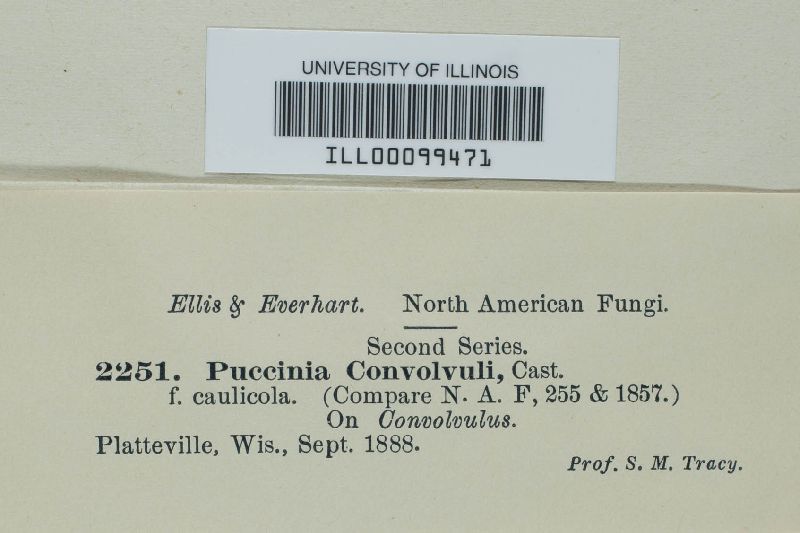 UNIVERSITY OF ILLINOIS
ILL00099471
Ellis & Everhart. North American Fungi.
Second Series.
2251. Puccinia Convolvuli, Cast.
f. caulicola. (Compare N. A. F, 255 & 1857.)
On Convolvulus.
Platteville, Wis., Sept. 1888.
Prof. S. M. Tracy.